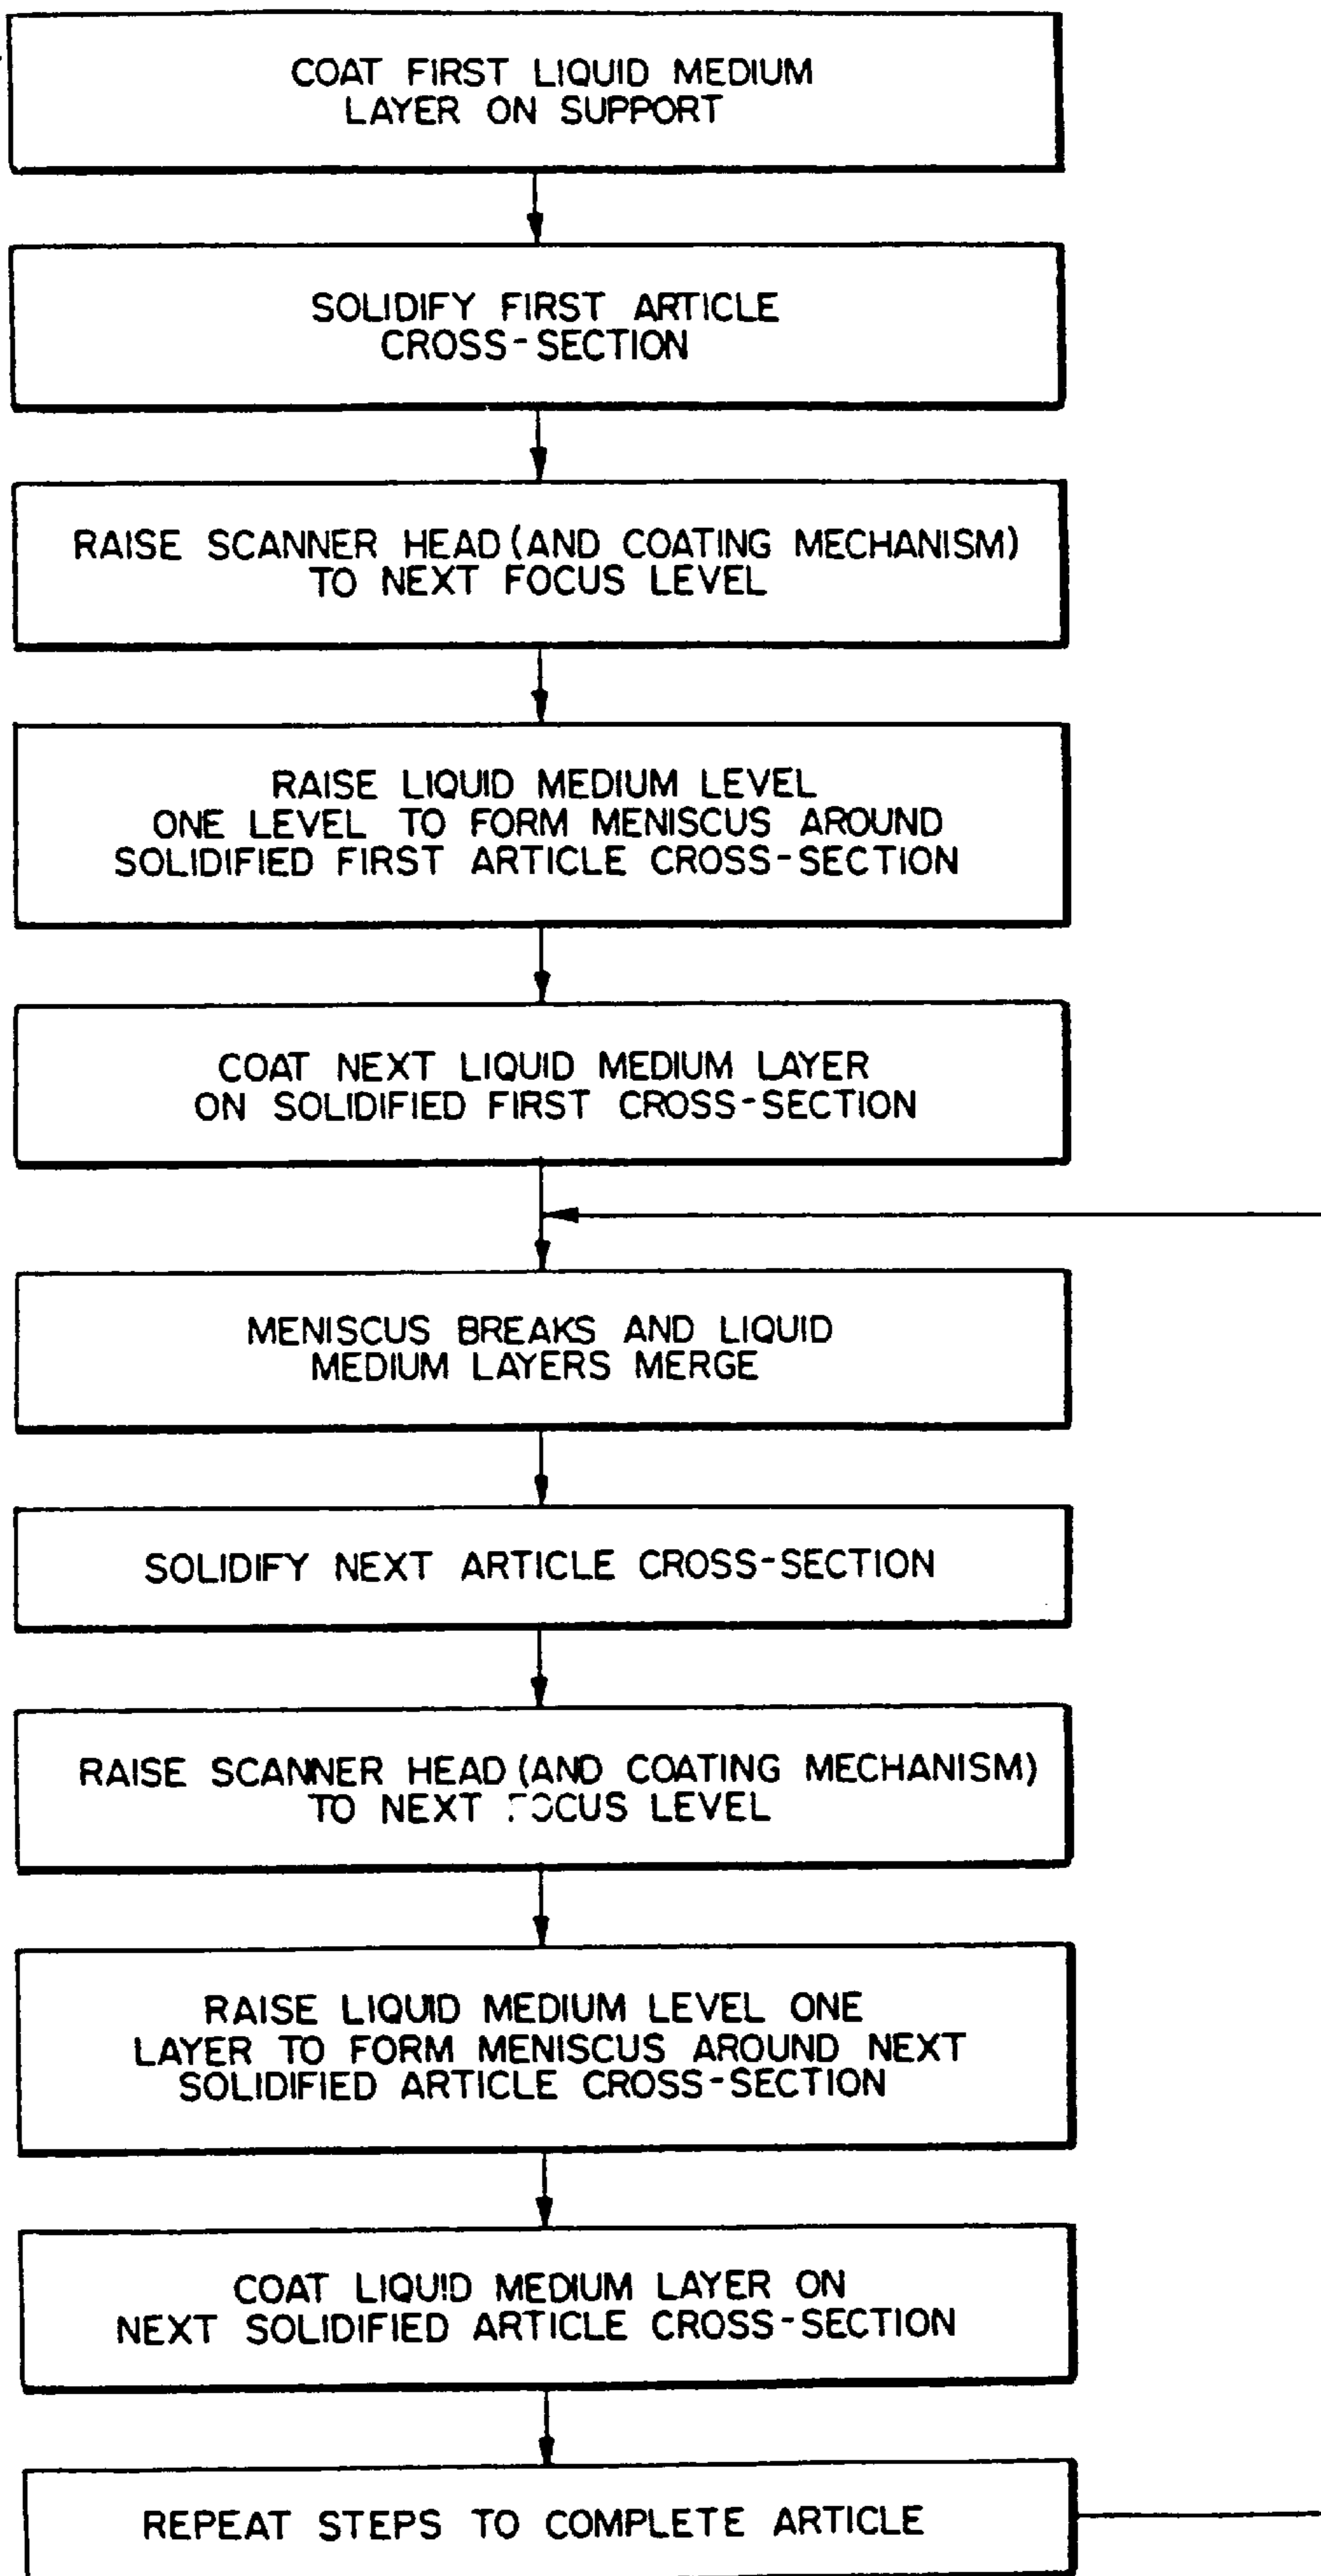 COAT FIRST LIQUID MEDIUM
LAYER ON SUPPORT
SOLIDIFY FIRST ARTICLE
CROSS-SECTION
RAISE SCANNER HEAD (AND COATING MECHANISM)
TO NEXT FOCUS LEVEL
RAISE LIQUID MEDIUM LEVEL
ONE LEVEL TO FORM MENISCUS AROUND
SOLIDIFIED FIRST ARTICLE CROSS-SECTION
COAT NEXT LIQUID MEDIUM LAYER
ON SOLIDIFIED FIRST CROSS-SECTION
MENISCUS BREAKS AND LIQUID
MEDIUM LAYERS MERGE
SOLIDIFY NEXT ARTICLE CROSS-SECTION
RAISE SCANNER HEAD (AND COATING MECHANISM)
TO NEXT FOCUS LEVEL
RAISE LIQUID MEDIUM LEVEL ONE
LAYER TO FORM MENISCUS AROUND NEXT
SOLIDIFIED ARTICLE CROSS-SECTION
COAT LIQUID MEDIUM LAYER ON
NEXT SOLIDIFIED ARTICLE CROSS-SECTION
REPEAT STEPS TO COMPLETE ARTICLE